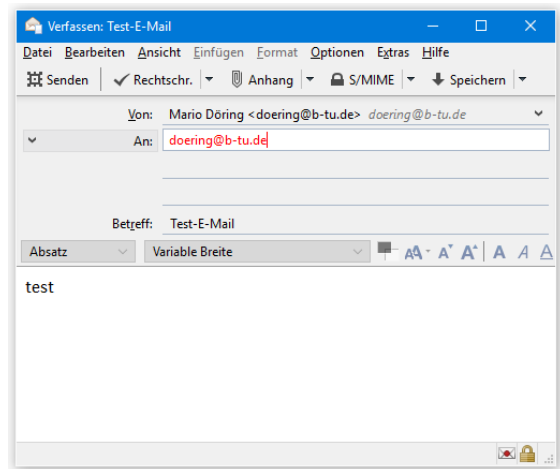 Verfassen: Test-E-Mail
Datei Bearbeiten Ansicht Einfügen Format Optionen Extras Hilfe
Senden Rechtschr. Anhang S/MIME Speichern
Von: Mario Döring <doering@b-tu.de> doering@b-tu.de
An: doering@b-tu.de
Betreff: Test-E-Mail
Absatz Variable Breite AA A A A A A
test